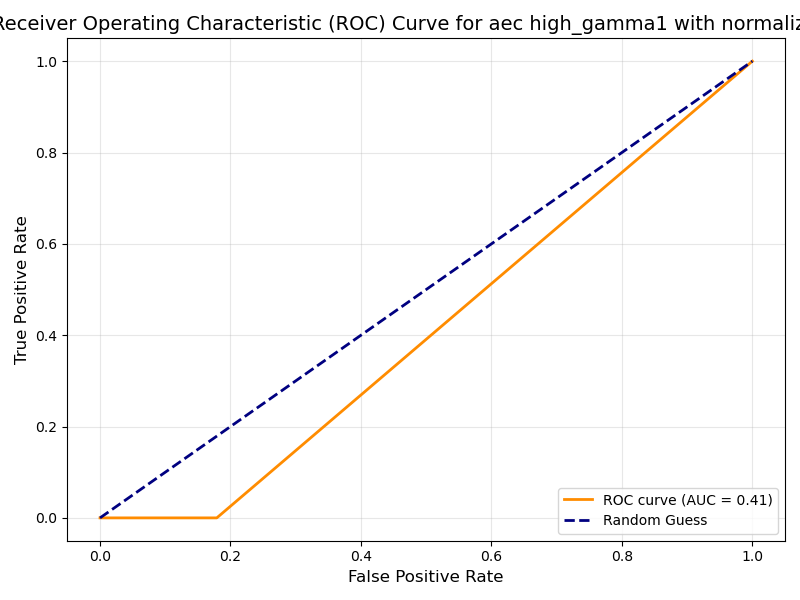 Receiver Operating Characteristic (ROC) Curve for aec high_gamma1 with
True Positive Rate
1.0
0.8
0.6
0.4
0.2
0.0
0.0 0.2 0.4 0.6 0.8 1.0
False Positive Rate
ROC curve (AUC = 0.41)
Random Guess